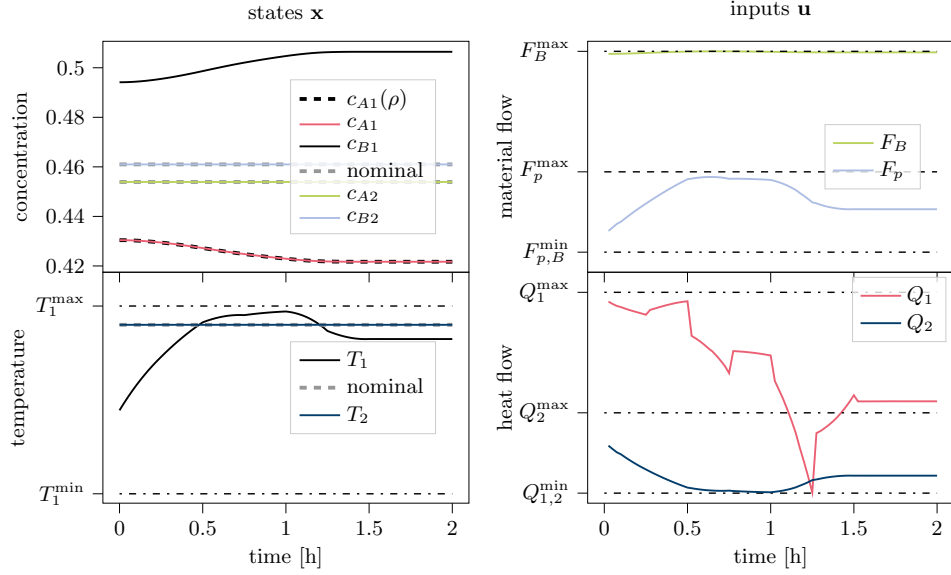 states x
inputs u
concentration
0.5
0.48
0.46
0.44
0.42
c_{A1}(ρ)
c_{A1}
c_{B1}
nominal
c_{A2}
c_{B2}
material flow
F_B^{max}
F_p^{max}
F_{p,B}^{min}
F_B
F_p
temperature
T_1^{max}
T_1^{min}
T_1
nominal
T_2
0
0.5
1
1.5
2
time [h]
heat flow
Q_1^{max}
Q_2^{max}
Q_{1,2}^{min}
Q_1
Q_2
0
0.5
1
1.5
2
time [h]